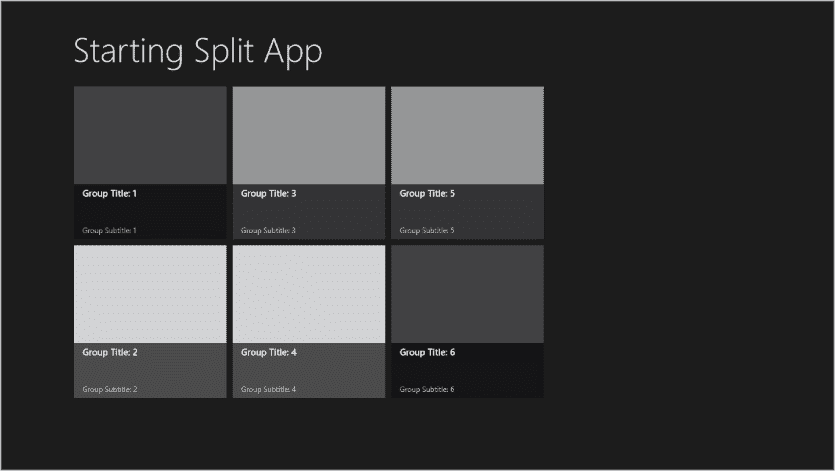 Starting Split App
Group Title: 1
Group Subtitle: 1
Group Title: 2
Group Subtitle: 2
Group Title: 3
Group Subtitle: 3
Group Title: 4
Group Subtitle: 4
Group Title: 5
Group Subtitle: 5
Group Title: 6
Group Subtitle: 6